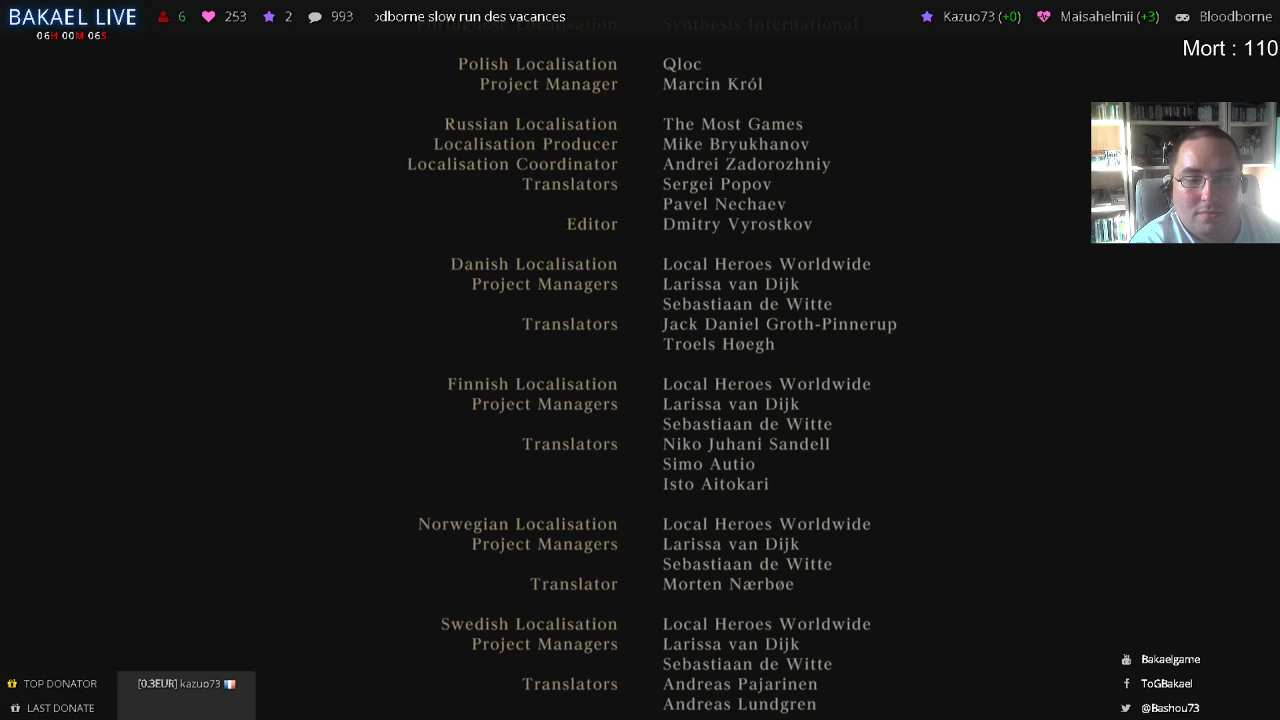 BAKAEL LIVE 6 253 2 993 odborne slow run des vacances Kazuo73 (+0) Maisahelmii (+3) Bloodborne
06H 00M 06S
Portuguese Localisation Synthesis International
Mort : 110
Polish Localisation Qloc
Project Manager Marcin Król
Russian Localisation The Most Games
Localisation Producer Mike Bryukhanov
Localisation Coordinator Andrei Zadorozhniy
Translators Sergei Popov
Pavel Nechaev
Editor Dmitry Vyrostkov
Danish Localisation Local Heroes Worldwide
Project Managers Larissa van Dijk
Sebastiaan de Witte
Translators Jack Daniel Groth-Pinnerup
Troels Høegh
Finnish Localisation Local Heroes Worldwide
Project Managers Larissa van Dijk
Sebastiaan de Witte
Translators Niko Juhani Sandell
Simo Autio
Isto Aitokari
Norwegian Localisation Local Heroes Worldwide
Project Managers Larissa van Dijk
Sebastiaan de Witte
Translator Morten Nærbøe
Swedish Localisation Local Heroes Worldwide
Project Managers Larissa van Dijk
Sebastiaan de Witte
Translators Andreas Pajarinen
Andreas Lundgren
TOP DONATOR [0.3EUR] kazuo73
LAST DONATE
Bakaelgame
ToGBakael
@Bashou73